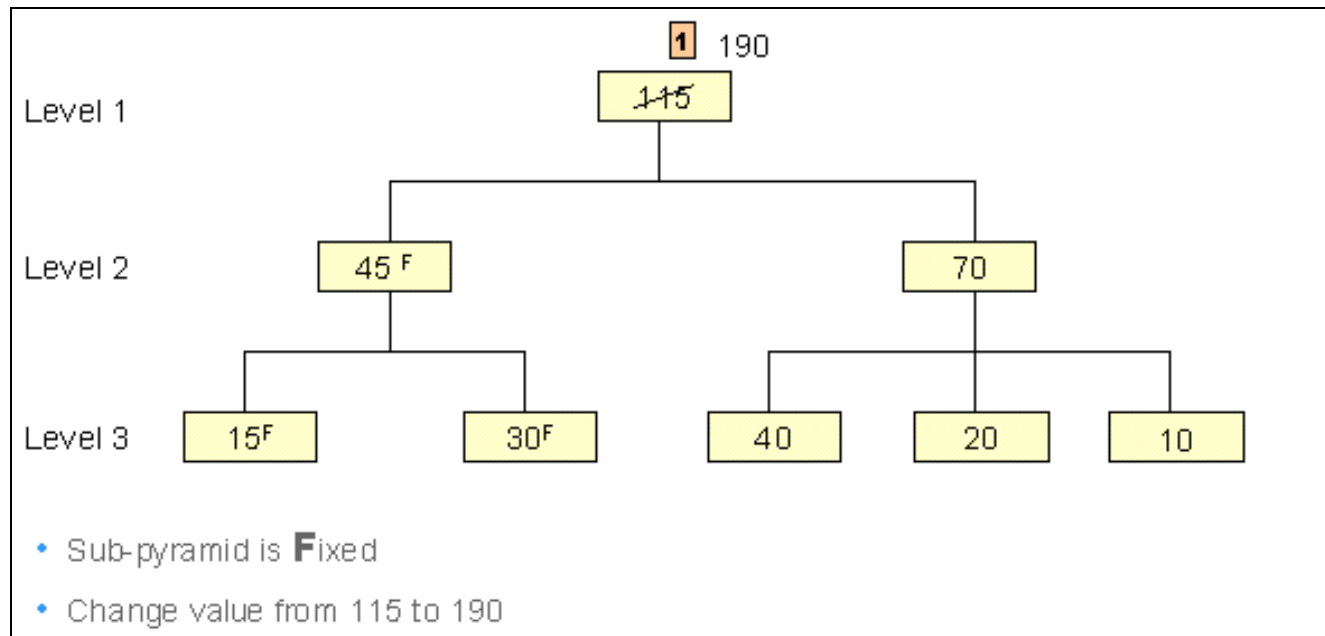 1 190
Level 1 115
Level 2 45 F 70
Level 3 15F 30F 40 20 10
• Sub-pyramid is Fixed
• Change value from 115 to 190